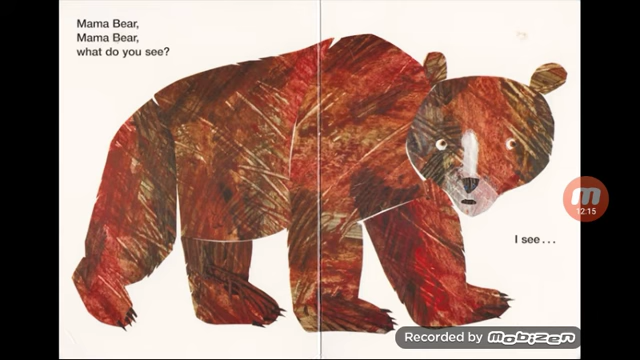 Mama Bear,
Mama Bear,
what do you see?
M
12:15
I see...
Recorded by
mobizen